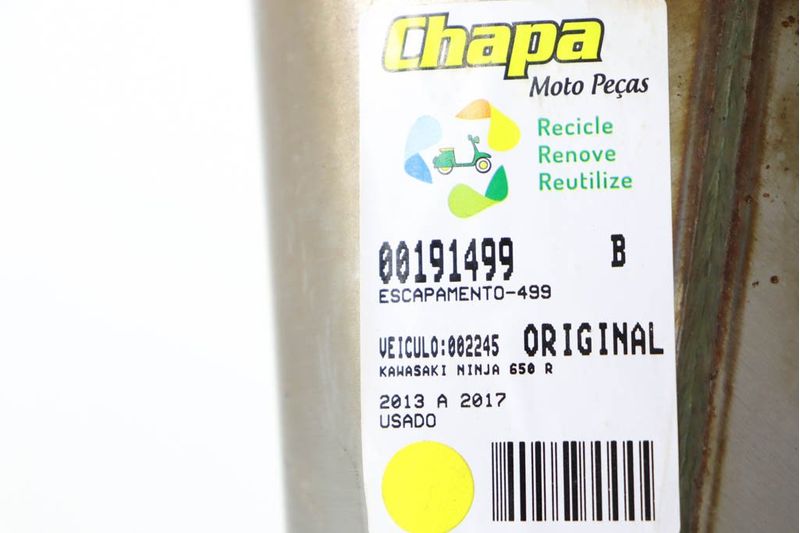 Chapa
Moto Peças
Recicle
Renove
Reutilize
00191499 B
ESCAPAMENTO-499
VEICULO:002245 ORIGINAL
KAWASAKI NINJA 650 R
2013 A 2017
USADO